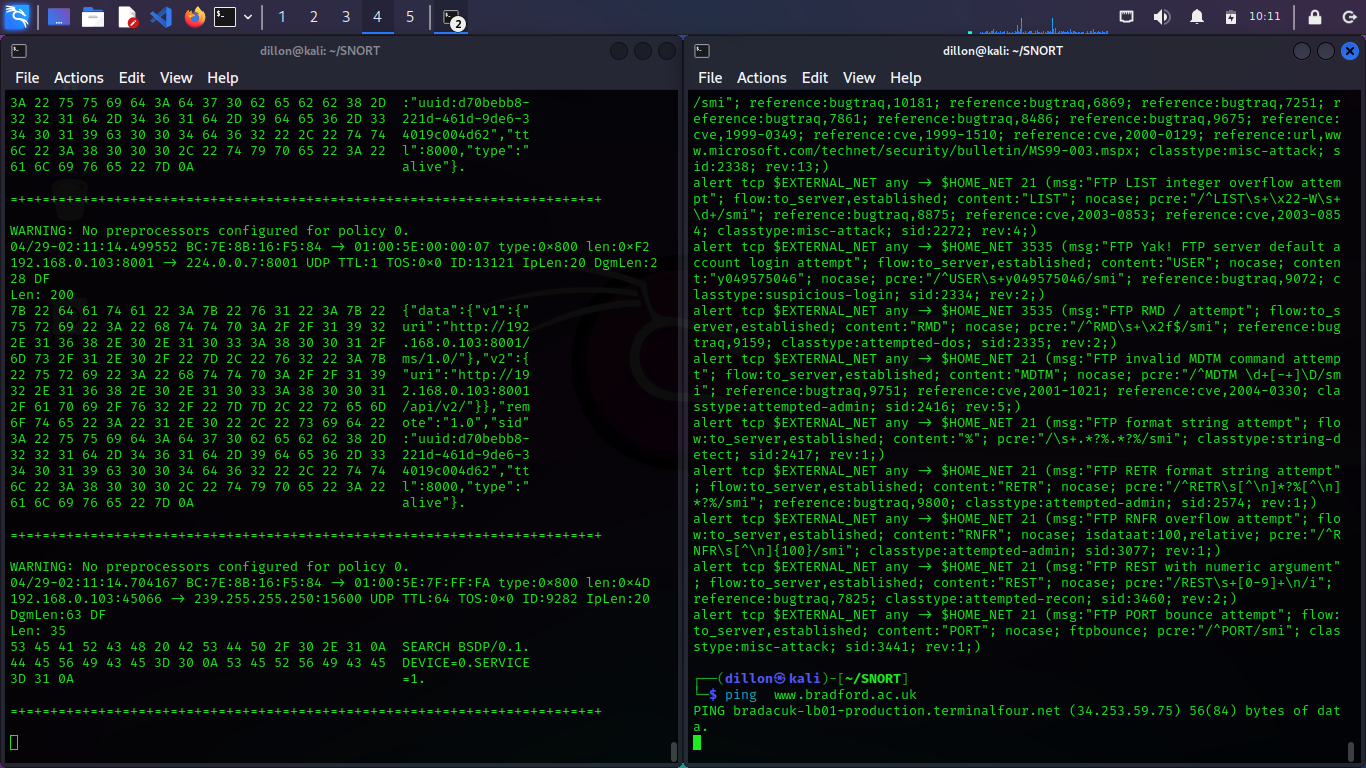 1 2 3 4 5 2 10:11
dillon@kali: ~/SNORT
File Actions Edit View Help
3A 22 75 75 69 64 3A 64 37 30 62 65 62 62 38 2D :"uuid:d70bebb8-
32 32 31 64 2D 34 36 31 64 2D 39 64 65 36 2D 33 221d-461d-9de6-3
34 30 31 39 63 30 30 34 64 36 32 22 2C 22 74 74 4019c004d62","tt
6C 22 3A 38 30 30 30 2C 22 74 79 70 65 22 3A 22 l":8000,"type":"
61 6C 69 76 65 22 7D 0A alive"}.
=+=+=+=+=+=+=+=+=+=+=+=+=+=+=+=+=+=+=+=+=+=+=+=+=+=+=+=+=+=+=+=+=+=+=+=+=+
WARNING: No preprocessors configured for policy 0.
04/29-02:11:14.499552 BC:7E:8B:16:F5:84 -> 01:00:5E:00:00:07 type:0×800 len:0×F2
192.168.0.103:8001 -> 224.0.0.7:8001 UDP TTL:1 TOS:0×0 ID:13121 IpLen:20 DgmLen:2
28 DF
Len: 200
7B 22 64 61 74 61 22 3A 7B 22 76 31 22 3A 7B 22 {"data":{"v1":{"
75 72 69 22 3A 22 68 74 74 70 3A 2F 2F 31 39 32 uri":"http://192
2E 31 36 38 2E 30 2E 31 30 33 3A 38 30 30 31 2F .168.0.103:8001/
6D 73 2F 31 2E 30 2F 22 7D 2C 22 76 32 22 3A 7B ms/1.0/"},"v2":{
22 75 72 69 22 3A 22 68 74 74 70 3A 2F 2F 31 39 "uri":"http://19
32 2E 31 36 38 2E 30 2E 31 30 33 3A 38 30 30 31 2.168.0.103:8001
2F 61 70 69 2F 76 32 2F 22 7D 7D 2C 22 72 65 6D /api/v2/"}},"rem
6F 74 65 22 3A 22 31 2E 30 22 2C 22 73 69 64 22 ote":"1.0","sid"
3A 22 75 75 69 64 3A 64 37 30 62 65 62 62 38 2D :"uuid:d70bebb8-
32 32 31 64 2D 34 36 31 64 2D 39 64 65 36 2D 33 221d-461d-9de6-3
34 30 31 39 63 30 30 34 64 36 32 22 2C 22 74 74 4019c004d62","tt
6C 22 3A 38 30 30 30 2C 22 74 79 70 65 22 3A 22 l":8000,"type":"
61 6C 69 76 65 22 7D 0A alive"}.
=+=+=+=+=+=+=+=+=+=+=+=+=+=+=+=+=+=+=+=+=+=+=+=+=+=+=+=+=+=+=+=+=+=+=+=+=+
WARNING: No preprocessors configured for policy 0.
04/29-02:11:14.704167 BC:7E:8B:16:F5:84 -> 01:00:5E:7F:FF:FA type:0×800 len:0×4D
192.168.0.103:45066 -> 239.255.255.250:15600 UDP TTL:64 TOS:0×0 ID:9282 IpLen:20
DgmLen:63 DF
Len: 35
53 45 41 52 43 48 20 42 53 44 50 2F 30 2E 31 0A SEARCH BSDP/0.1.
44 45 56 49 43 45 3D 30 0A 53 45 52 56 49 43 45 DEVICE=0.SERVICE
3D 31 0A =1.
=+=+=+=+=+=+=+=+=+=+=+=+=+=+=+=+=+=+=+=+=+=+=+=+=+=+=+=+=+=+=+=+=+=+=+=+=+
dillon@kali: ~/SNORT
File Actions Edit View Help
/smi"; reference:bugtraq,10181; reference:bugtraq,6869; reference:bugtraq,7251; r
eference:bugtraq,7861; reference:bugtraq,8486; reference:bugtraq,9675; reference:
cve,1999-0349; reference:cve,1999-1510; reference:cve,2000-0129; reference:url,ww
w.microsoft.com/technet/security/bulletin/MS99-003.mspx; classtype:misc-attack; s
id:2338; rev:13;)
alert tcp $EXTERNAL_NET any -> $HOME_NET 21 (msg:"FTP LIST integer overflow attem
pt"; flow:to_server,established; content:"LIST"; nocase; pcre:"/^LIST\s+\x22-W\s+
\d+/smi"; reference:bugtraq,8875; reference:cve,2003-0853; reference:cve,2003-085
4; classtype:misc-attack; sid:2272; rev:4;)
alert tcp $EXTERNAL_NET any -> $HOME_NET 3535 (msg:"FTP Yak! FTP server default a
ccount login attempt"; flow:to_server,established; content:"USER"; nocase; conten
t:"y049575046"; nocase; pcre:"/^USER\s+y049575046/smi"; reference:bugtraq,9072; c
lasstype:suspicious-login; sid:2334; rev:2;)
alert tcp $EXTERNAL_NET any -> $HOME_NET 3535 (msg:"FTP RMD / attempt"; flow:to_s
erver,established; content:"RMD"; nocase; pcre:"/^RMD\s+\x2f$/smi"; reference:bug
traq,9159; classtype:attempted-dos; sid:2335; rev:2;)
alert tcp $EXTERNAL_NET any -> $HOME_NET 21 (msg:"FTP invalid MDTM command attemp
t"; flow:to_server,established; content:"MDTM"; nocase; pcre:"/^MDTM \d+[-+]\D/sm
i"; reference:bugtraq,9751; reference:cve,2001-1021; reference:cve,2004-0330; cla
sstype:attempted-admin; sid:2416; rev:5;)
alert tcp $EXTERNAL_NET any -> $HOME_NET 21 (msg:"FTP format string attempt"; flo
w:to_server,established; content:"%"; pcre:"/\s+.*?%.*?%/smi"; classtype:string-d
etect; sid:2417; rev:1;)
alert tcp $EXTERNAL_NET any -> $HOME_NET 21 (msg:"FTP RETR format string attempt"
; flow:to_server,established; content:"RETR"; nocase; pcre:"/^RETR\s[^\n]*?%[^\n]
*?%/smi"; reference:bugtraq,9800; classtype:attempted-admin; sid:2574; rev:1;)
alert tcp $EXTERNAL_NET any -> $HOME_NET 21 (msg:"FTP RNFR overflow attempt"; flo
w:to_server,established; content:"RNFR"; nocase; isdataat:100,relative; pcre:"/^R
NFR\s[^\n]{100}/smi"; classtype:attempted-admin; sid:3077; rev:1;)
alert tcp $EXTERNAL_NET any -> $HOME_NET 21 (msg:"FTP REST with numeric argument"
; flow:to_server,established; content:"REST"; nocase; pcre:"/REST\s+[0-9]+\n/i";
reference:bugtraq,7825; classtype:attempted-recon; sid:3460; rev:2;)
alert tcp $EXTERNAL_NET any -> $HOME_NET 21 (msg:"FTP PORT bounce attempt"; flow:
to_server,established; content:"PORT"; nocase; ftpbounce; pcre:"/^PORT/smi"; clas
stype:misc-attack; sid:3441; rev:1;)
┌──(dillon㉿kali)-[~/SNORT]
└─$ ping www.bradford.ac.uk
PING bradacuk-lb01-production.terminalfour.net (34.253.59.75) 56(84) bytes of dat
a.